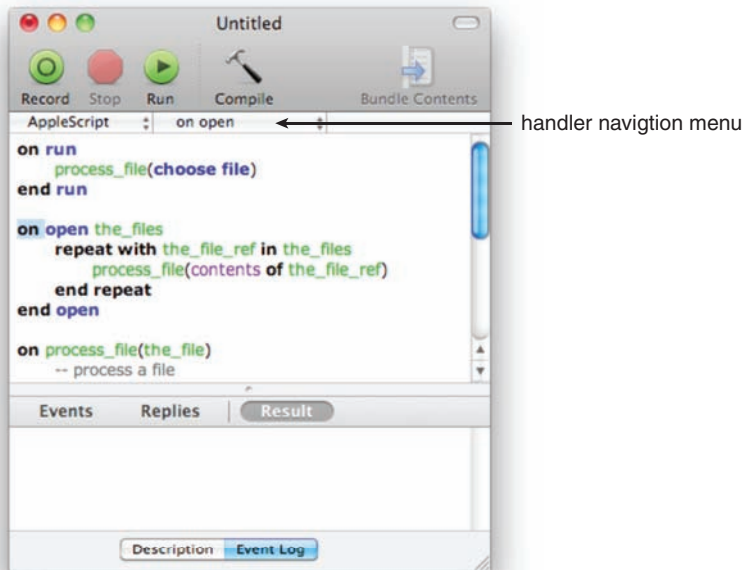 Untitled
Record Stop Run Compile Bundle Contents
AppleScript on open
handler navigtion menu
on run
process_file(choose file)
end run
on open the_files
repeat with the_file_ref in the_files
process_file(contents of the_file_ref)
end repeat
end open
on process_file(the_file)
-- process a file
Events Replies Result
Description Event Log